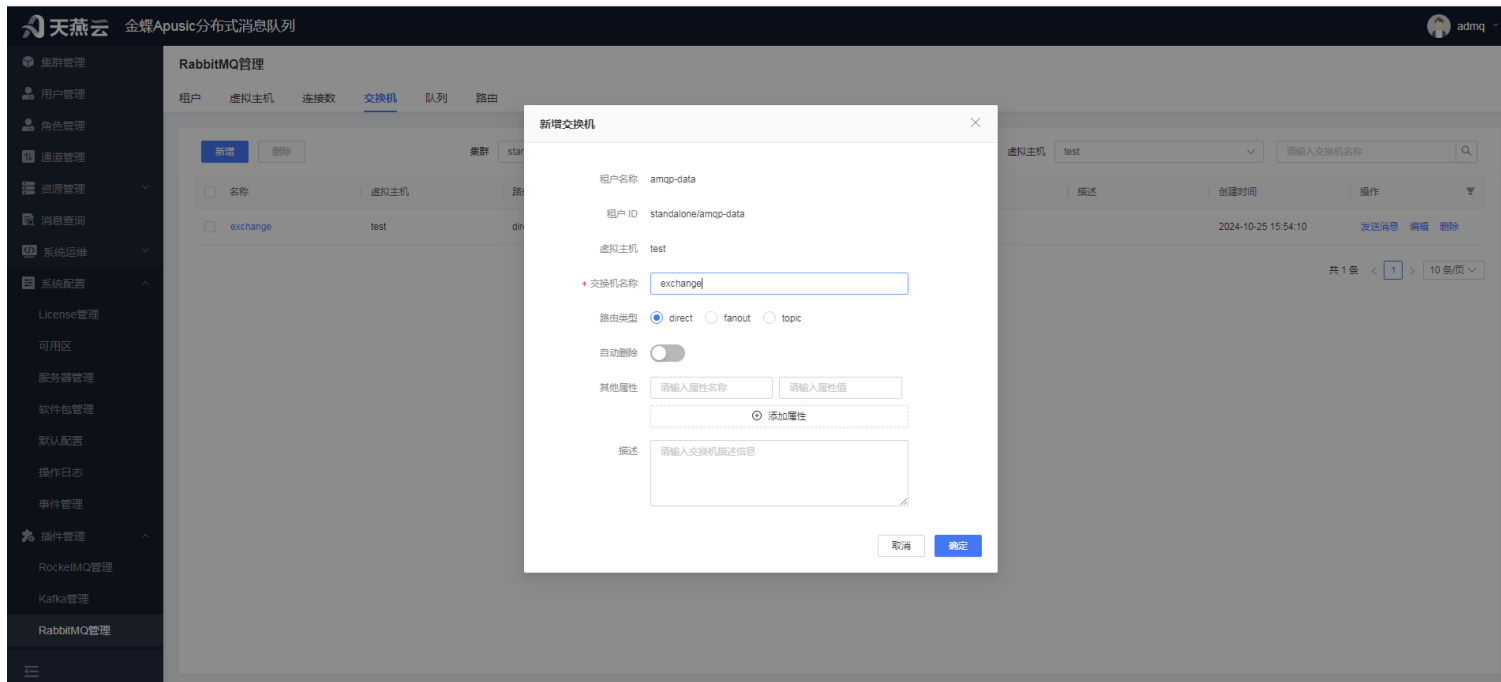 天燕云 金蝶Apusic分布式消息队列 admq
集群管理
用户管理
角色管理
通道管理
资源管理
消息查询
系统运维
系统配置
License管理
可用区
服务器管理
软件包管理
默认配置
操作日志
事件管理
插件管理
RocketMQ管理
Kafka管理
RabbitMQ管理
RabbitMQ管理
租户 虚拟主机 连接数 交换机 队列 路由
新增 删除 集群 虚拟主机 test 请输入交换机名称
名称 虚拟主机 描述 创建时间 操作
exchange test 2024-10-25 15:54:10 发送消息 编辑 删除
共 1 条 < 1 > 10 条/页
新增交换机
租户名称 amqp-data
租户 ID standalone/amqp-data
虚拟主机 test
* 交换机名称 exchange
路由类型 direct fanout topic
自动删除
其他属性 请输入属性名称 请输入属性值
添加属性
描述 请输入交换机描述信息
取消 确定